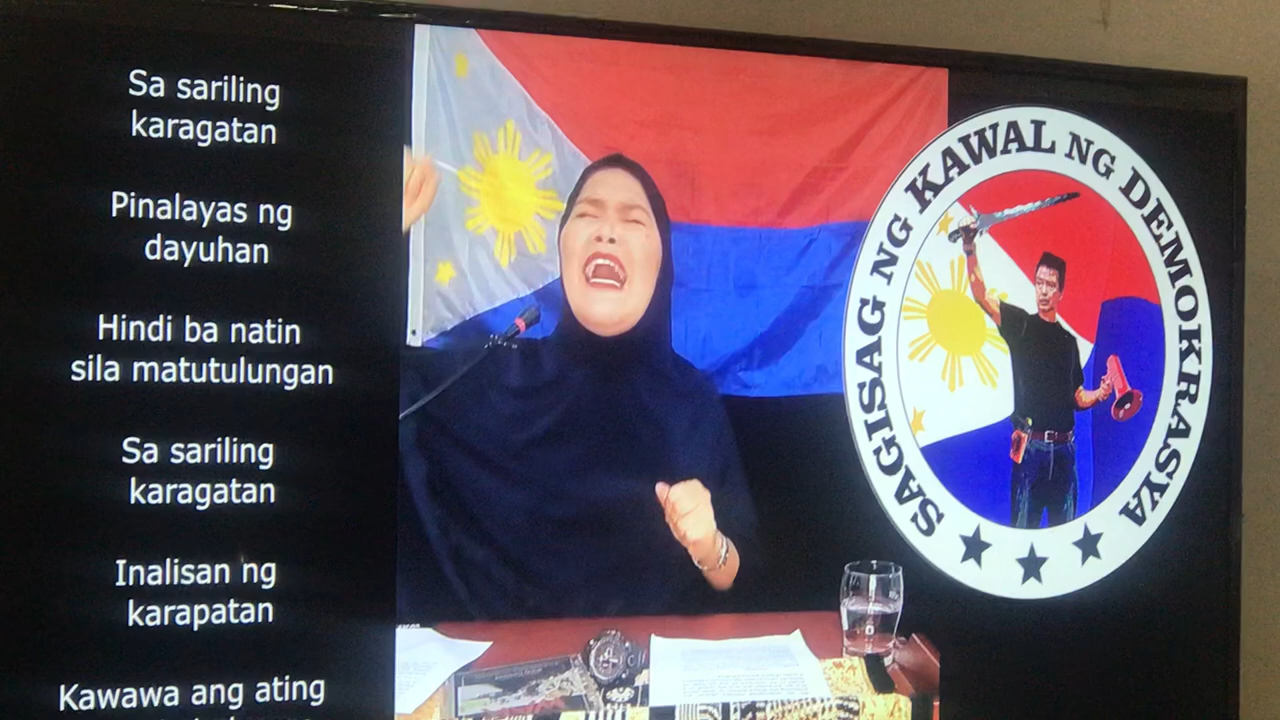 Sa sariling
karagatan
Pinalayas ng
dayuhan
Hindi ba natin
sila matutulungan
Sa sariling
karagatan
Inalisan ng
karapatan
Kawawa ang ating
SAGISAG NG KAWAL NG DEMOKRASYA